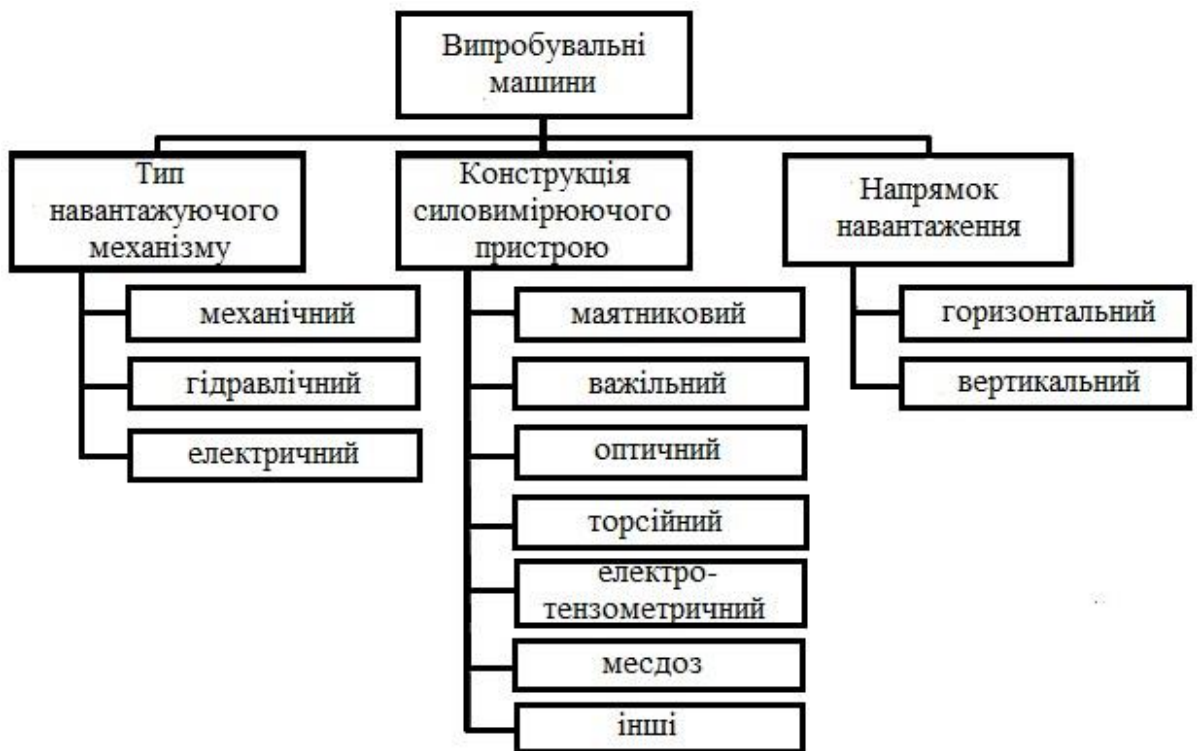 Випробувальні
машини
Тип
навантажуючого
механізму
механічний
гідравлічний
електричний
Конструкція
силовимірюючого
пристрою
маятниковий
важільний
оптичний
торсійний
електро-
тензометричний
месдоз
інші
Напрямок
навантаження
горизонтальний
вертикальний